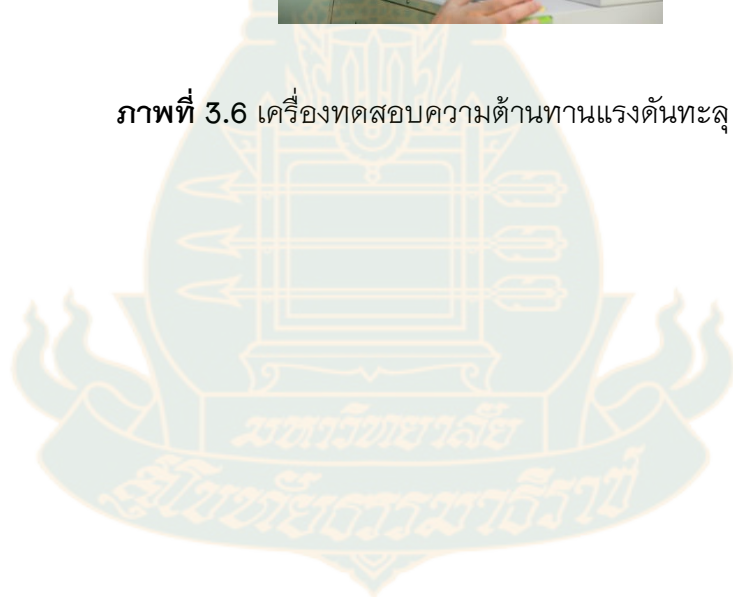 ภาพที่ 3.6 เครื่องทดสอบความต้านทานแรงดันทะลุ
มหาวิทยาลัย
สุโขทัยธรรมาธิราช